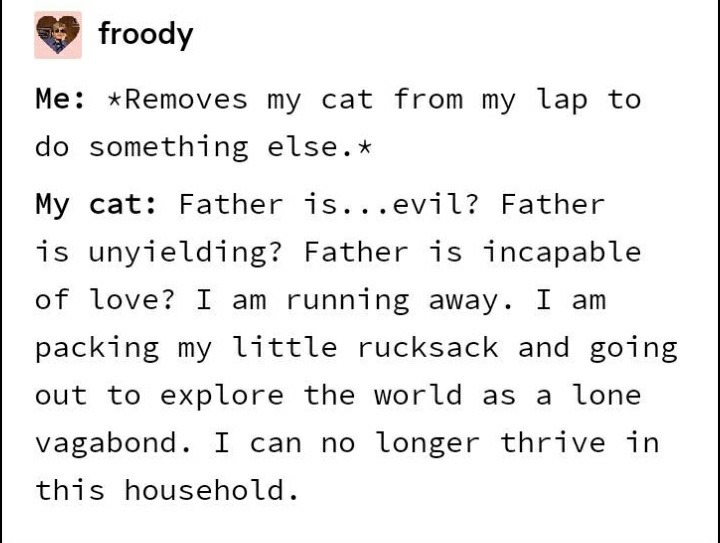 froody
Me: *Removes my cat from my lap to
do something else.*
My cat: Father is...evil? Father
is unyielding? Father is incapable
of love? I am running away. I am
packing my little rucksack and going
out to explore the world as a lone
vagabond. I can no longer thrive in
this household.